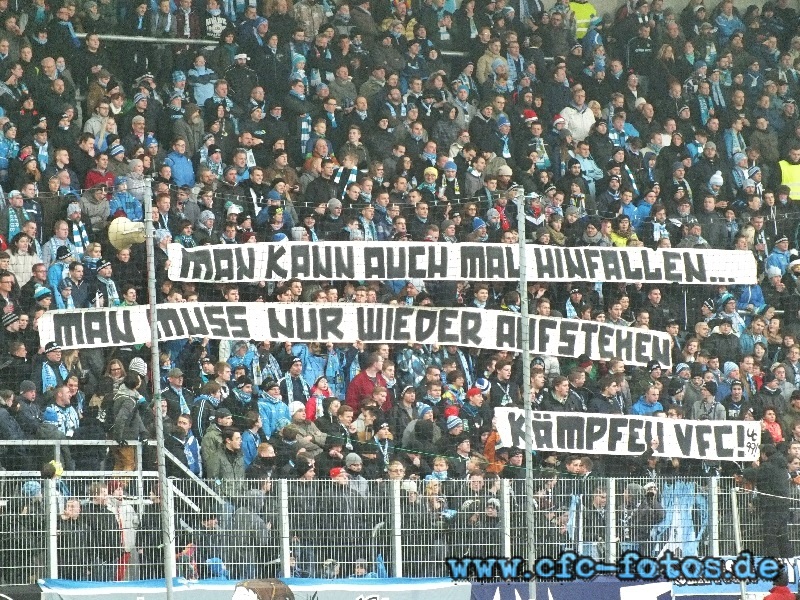 MAN KANN AUCH MAL HINFALLEN...
MAN MUSS NUR WIEDER AUFSTEHEN
KÄMPFEN VFC!
www.cfc-fotos.de